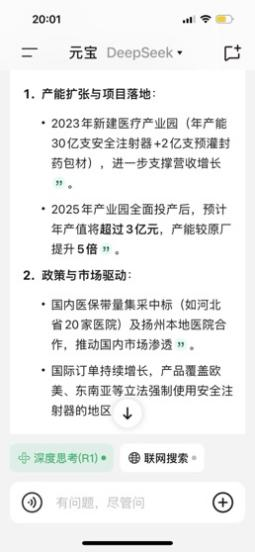 20:01
元宝 DeepSeek
1. 产能扩张与项目落地：
• 2023年新建医疗产业园（年产能
30亿支安全注射器+2亿支预灌封
药包材），进一步支撑营收增长
。
• 2025年产业园全面投产后，预计
年产值将超过3亿元，产能较原厂
提升5倍 。
2. 政策与市场驱动：
• 国内医保带量集采中标（如河北
省20家医院）及扬州本地医院合
作，推动国内市场渗透 。
• 国际订单持续增长，产品覆盖欧
美、东南亚等立法强制使用安全注
射器的地区
深度思考(R1)
联网搜索
有问题，尽管问